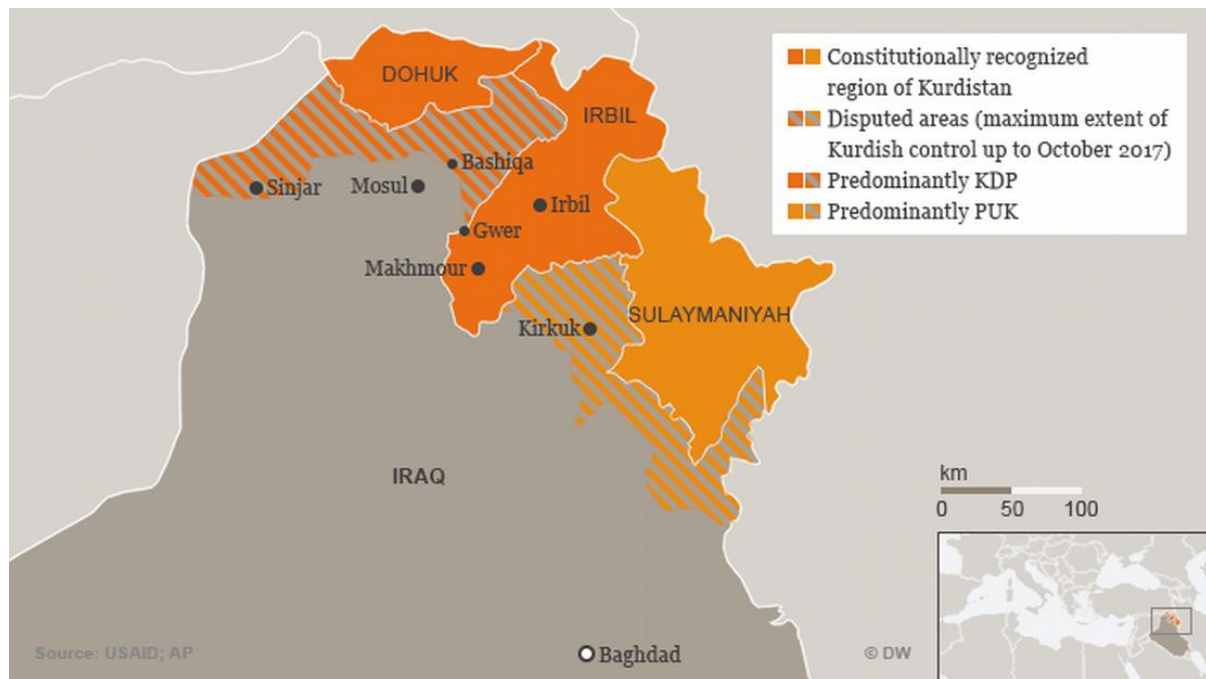 DOHUK
IRBIL
Bashiqa
Sinjar
Mosul
Irbil
Gwer
Makhmour
Kirkuk
SULAYMANIYAH
IRAQ
Baghdad
Constitutionally recognized
region of Kurdistan
Disputed areas (maximum extent of
Kurdish control up to October 2017)
Predominantly KDP
Predominantly PUK
km
0 50 100
Source: USAID; AP
© DW